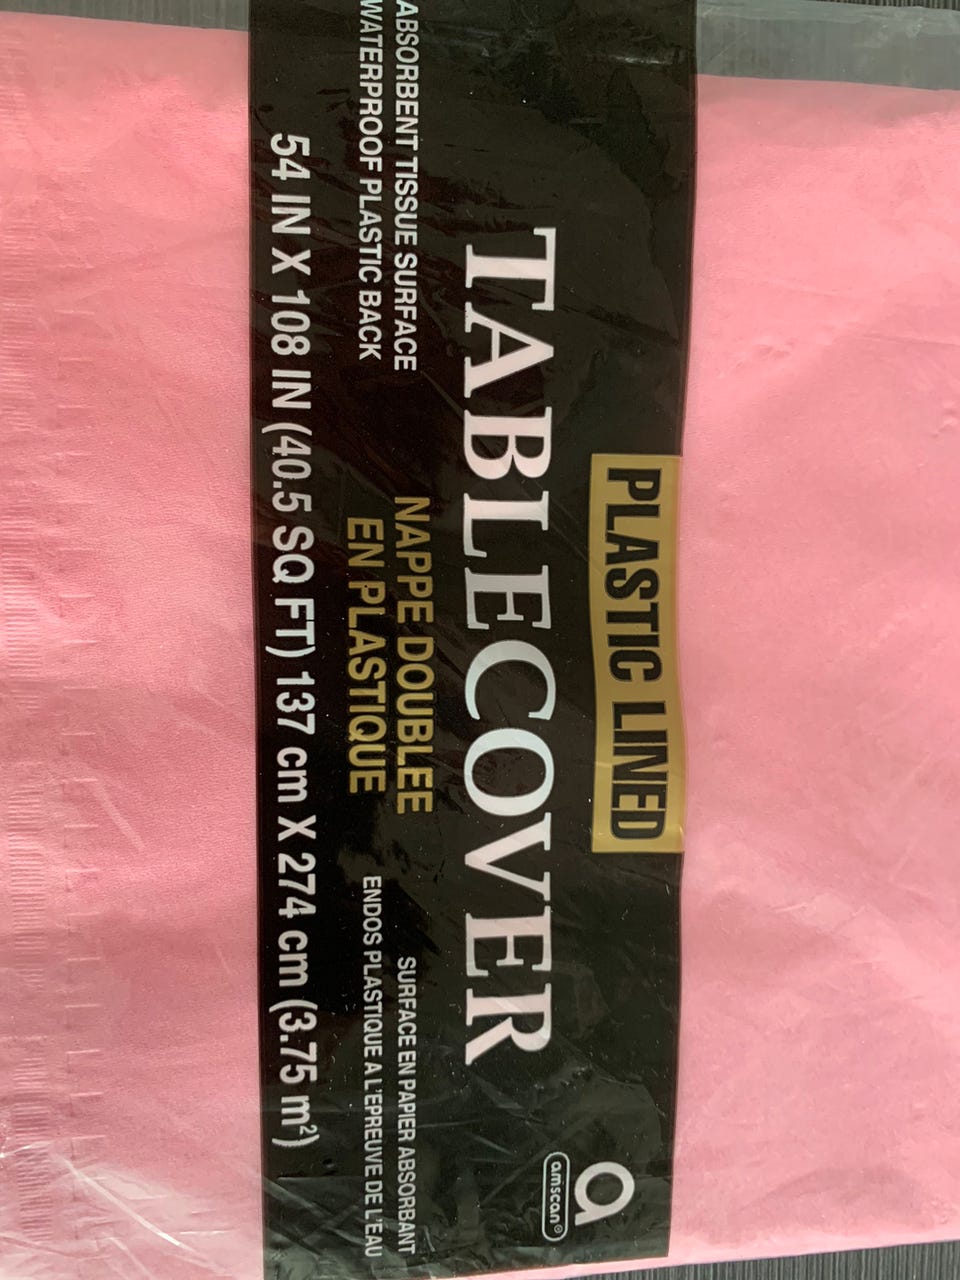 PLASTIC LINED
TABLECOVER
ABSORBENT TISSUE SURFACE
WATERPROOF PLASTIC BACK
NAPPE DOUBLEE
EN PLASTIQUE
SURFACE EN PAPIER ABSORBANT
ENDOS PLASTIQUE A L'EPREUVE DE L'EAU
54 IN X 108 IN (40.5 SQ FT) 137 cm X 274 cm (3.75 m²)
a
amscan®